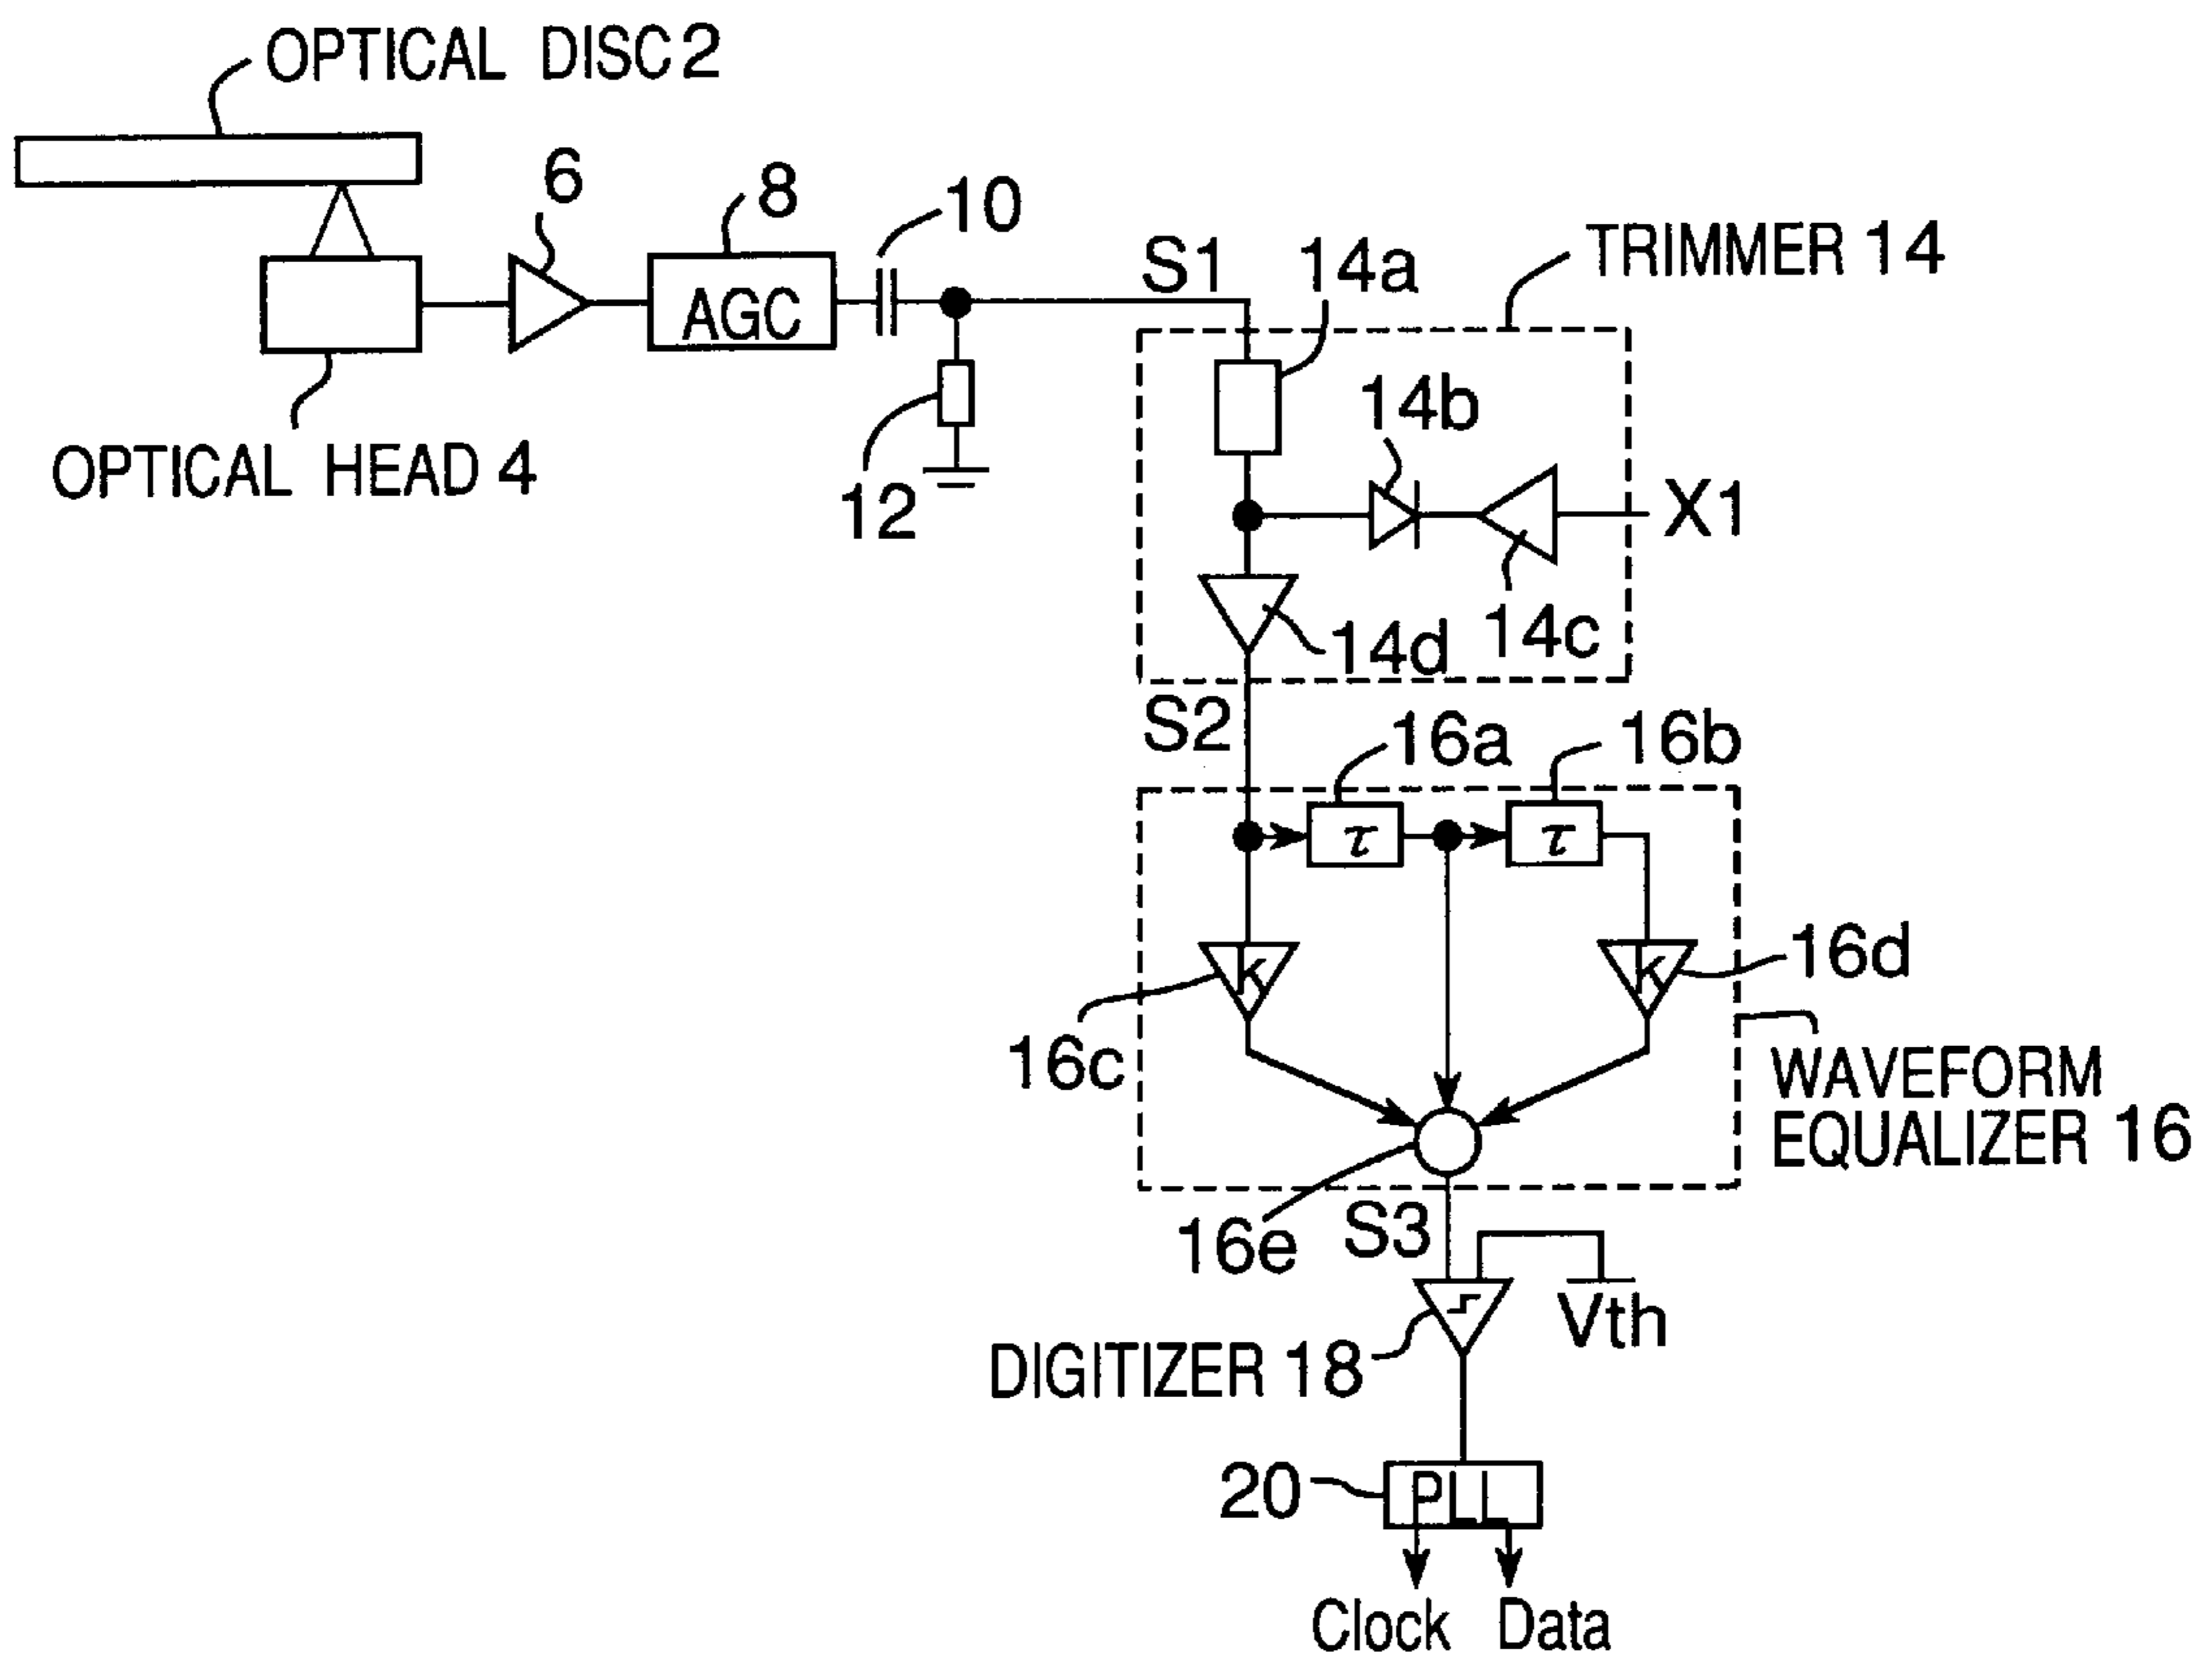 OPTICAL DISC 2
6
8
10
AGC
S1
14a
TRIMMER 14
14b
OPTICAL HEAD 4
12
X1
14c
14d
S2
16a
16b
τ
τ
K
K
16d
16c
WAVEFORM
EQUALIZER 16
16e
S3
Vth
DIGITIZER 18
20
PLL
Clock
Data